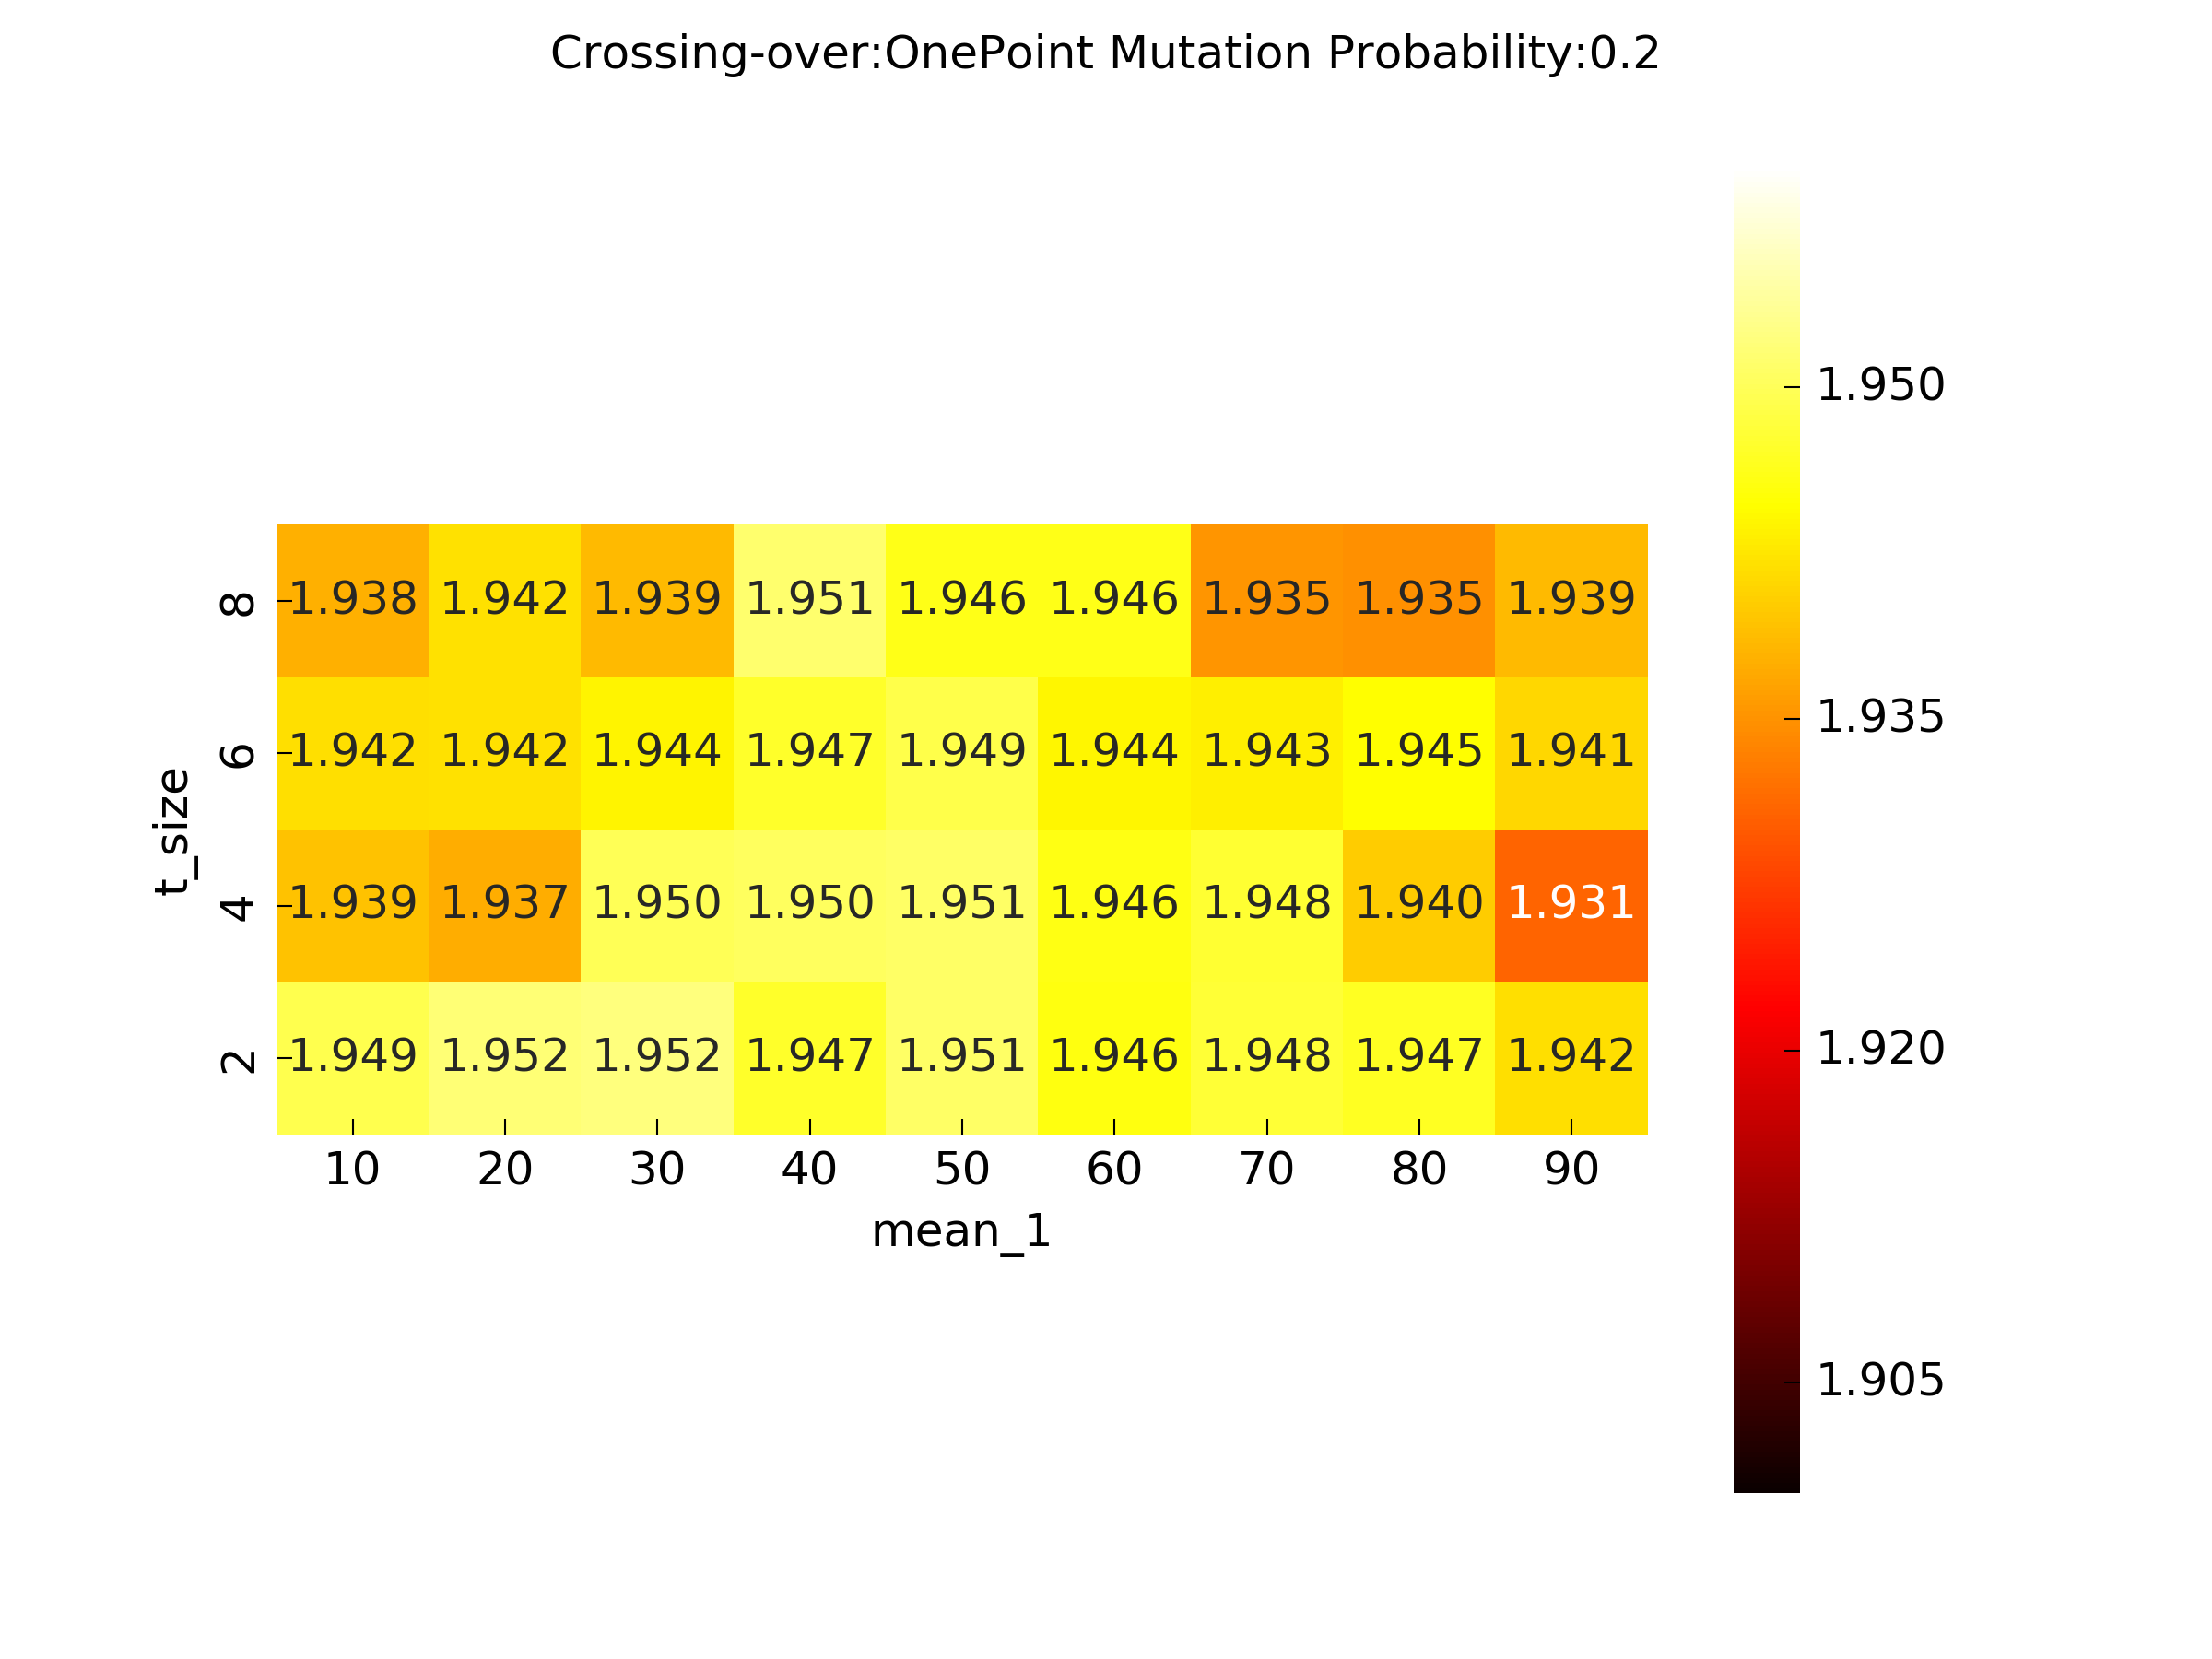 Crossing-over:OnePoint Mutation Probability:0.2
1.950
1.935
1.920
1.905
t_size
8 1.938 1.942 1.939 1.951 1.946 1.946 1.935 1.935 1.939
6 1.942 1.942 1.944 1.947 1.949 1.944 1.943 1.945 1.941
4 1.939 1.937 1.950 1.950 1.951 1.946 1.948 1.940 1.931
2 1.949 1.952 1.952 1.947 1.951 1.946 1.948 1.947 1.942
10 20 30 40 50 60 70 80 90
mean_1